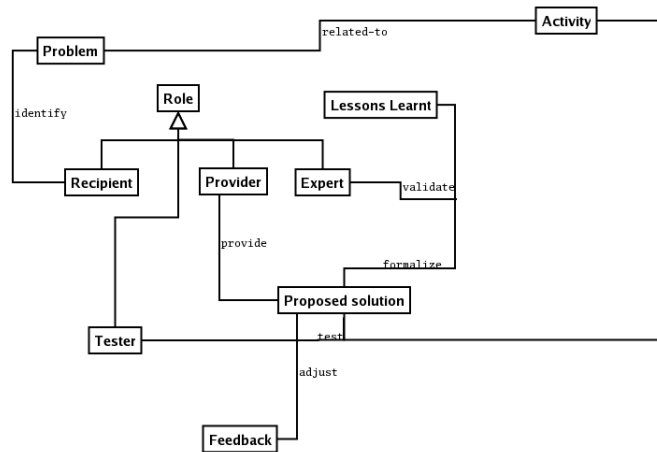 Activity
related-to
Problem
Role
Lessons Learnt
identify
Recipient
Provider
Expert
validate
provide
formalize
Proposed solution
Tester
test
adjust
Feedback